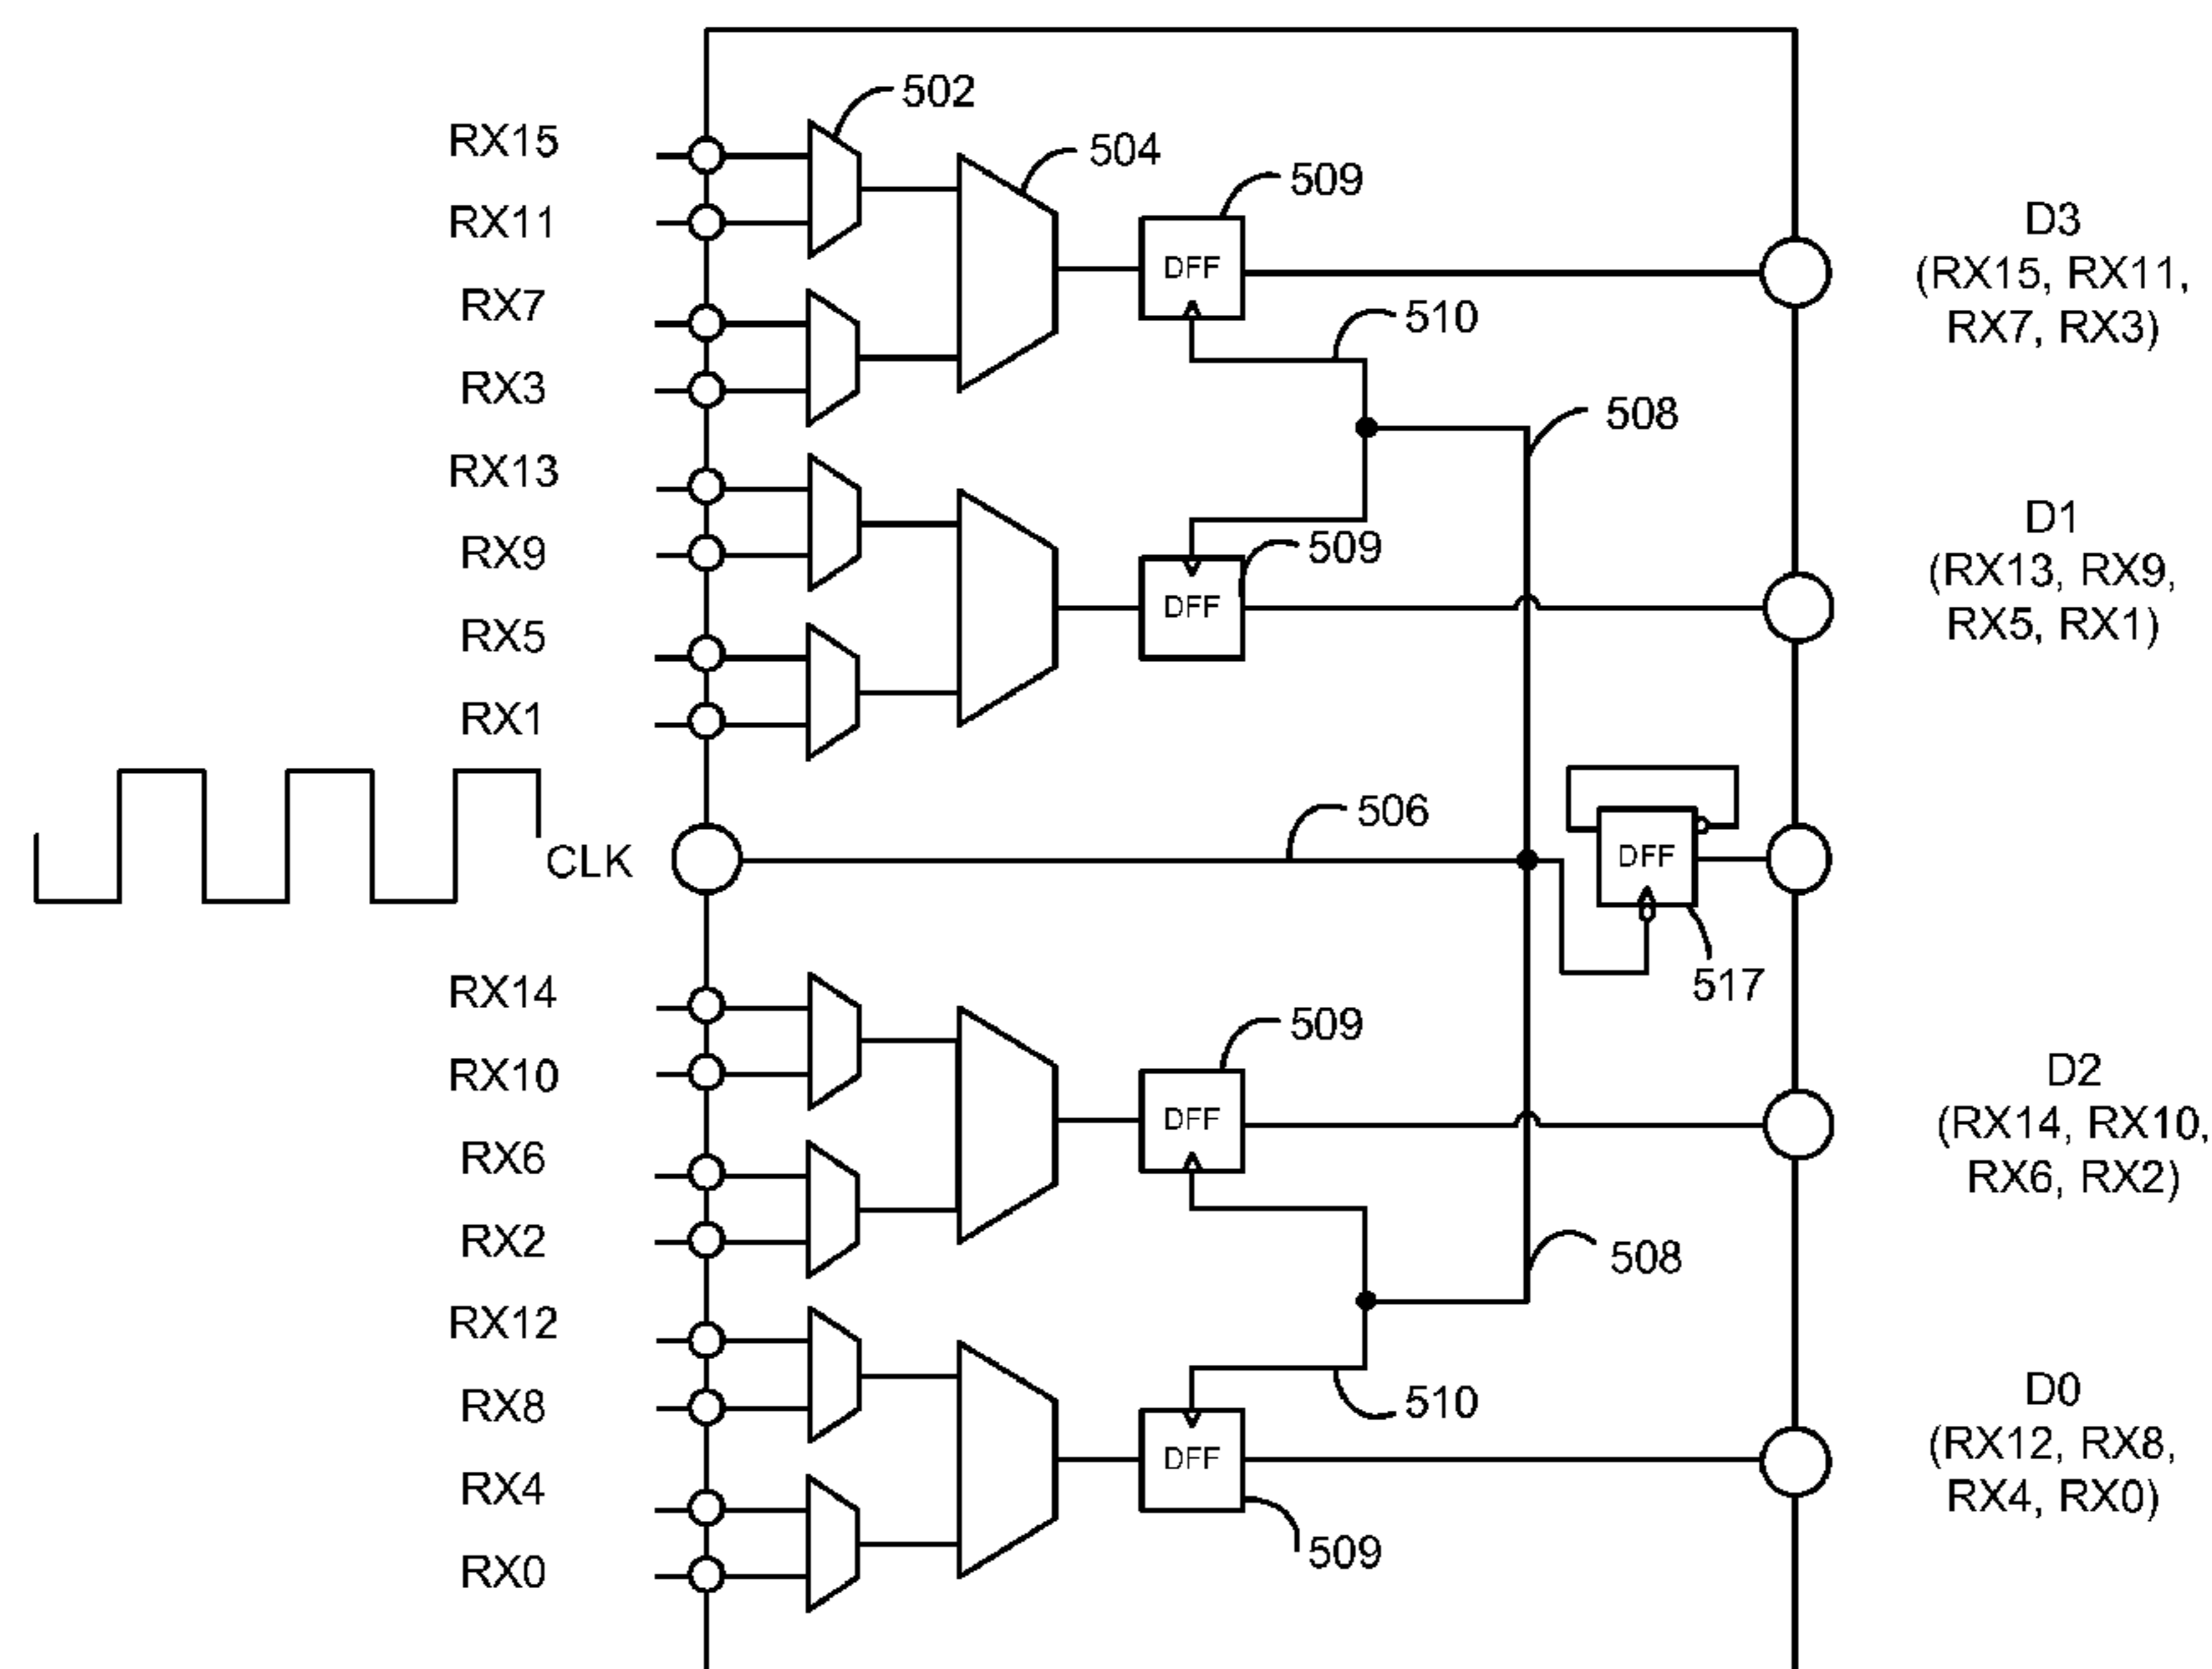 502
RX15
504
509
RX11
DFF
D3
(RX15, RX11,
RX7, RX3)
RX7
510
RX3
508
RX13
D1
(RX13, RX9,
RX5, RX1)
RX9
509
DFF
RX5
RX1
506
CLK
DFF
517
RX14
509
D2
(RX14, RX10,
RX6, RX2)
RX10
DFF
RX6
RX2
508
RX12
D0
(RX12, RX8,
RX4, RX0)
RX8
510
DFF
RX4
509
RX0